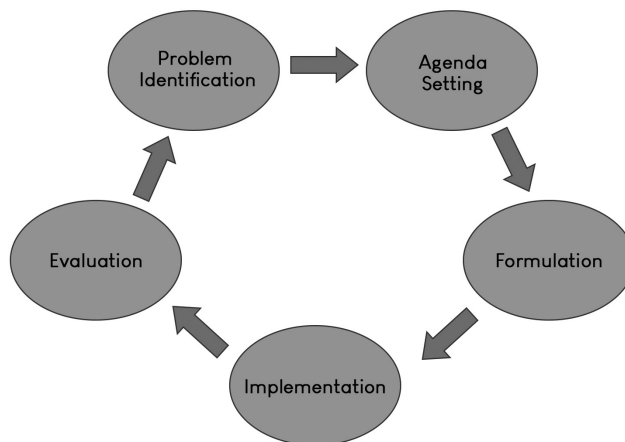 Problem
Identification
Agenda
Setting
Formulation
Implementation
Evaluation